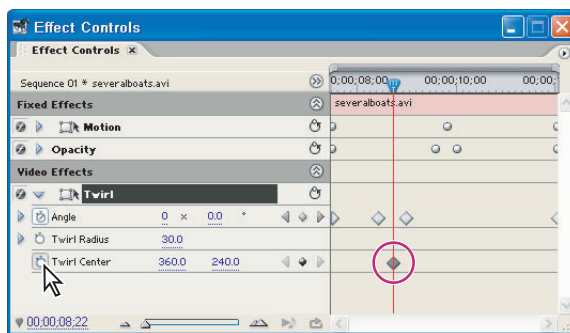 Effect Controls
Effect Controls x
Sequence 01 * severalboats.avi 0;00;08;00 00;00;10;00 00;00;
Fixed Effects severalboats.avi
Motion
Opacity
Video Effects
Twirl
Angle 0 x 0.0 °
Twirl Radius 30.0
Twirl Center 360.0 240.0
00;00;08;22